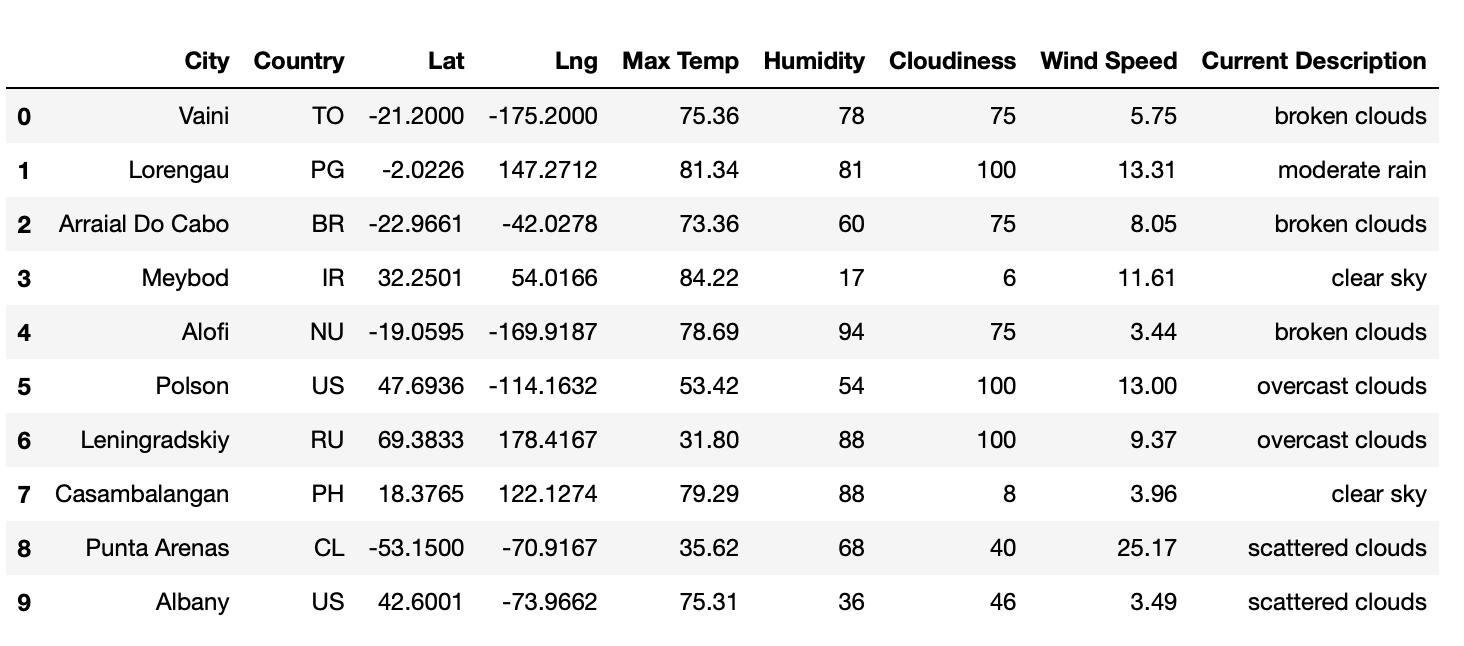 City Country Lat Lng Max Temp Humidity Cloudiness Wind Speed Current Description
0 Vaini TO -21.2000 -175.2000 75.36 78 75 5.75 broken clouds
1 Lorengau PG -2.0226 147.2712 81.34 81 100 13.31 moderate rain
2 Arraial Do Cabo BR -22.9661 -42.0278 73.36 60 75 8.05 broken clouds
3 Meybod IR 32.2501 54.0166 84.22 17 6 11.61 clear sky
4 Alofi NU -19.0595 -169.9187 78.69 94 75 3.44 broken clouds
5 Polson US 47.6936 -114.1632 53.42 54 100 13.00 overcast clouds
6 Leningradskiy RU 69.3833 178.4167 31.80 88 100 9.37 overcast clouds
7 Casambalangan PH 18.3765 122.1274 79.29 88 8 3.96 clear sky
8 Punta Arenas CL -53.1500 -70.9167 35.62 68 40 25.17 scattered clouds
9 Albany US 42.6001 -73.9662 75.31 36 46 3.49 scattered clouds